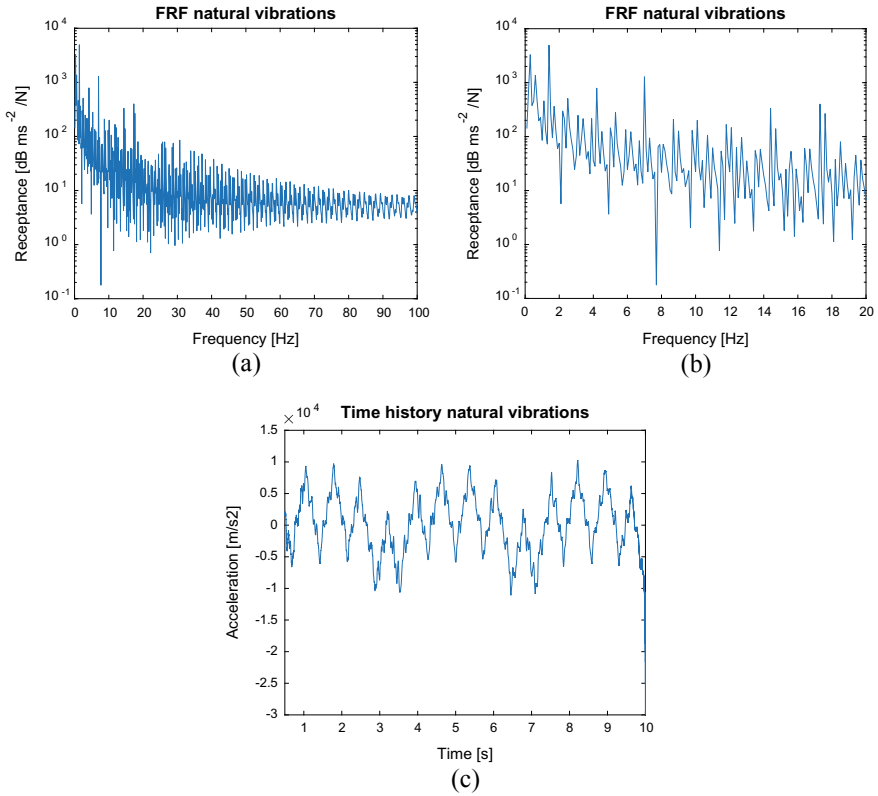 FRF natural vibrations
10^4
10^3
10^2
10^1
10^0
10^-1
Receptance [dB ms^-2 /N]
0 10 20 30 40 50 60 70 80 90 100
Frequency [Hz]
(a)
FRF natural vibrations
10^4
10^3
10^2
10^1
10^0
10^-1
Receptance [dB ms^-2 /N]
0 2 4 6 8 10 12 14 16 18 20
Frequency [Hz]
(b)
Time history natural vibrations
× 10^4
1.5
1
0.5
0
-0.5
-1
-1.5
-2
-2.5
-3
Acceleration [m/s2]
1 2 3 4 5 6 7 8 9 10
Time [s]
(c)